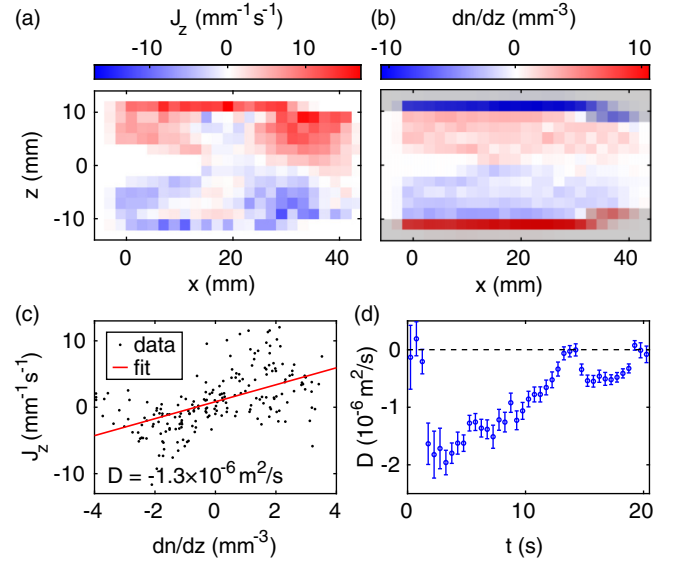 (a) J_z (mm⁻¹s⁻¹)
-10 0 10
(b) dn/dz (mm⁻³)
-10 0 10
z (mm)
10
0
-10
0 20 40
x (mm)
0 20 40
x (mm)
(c)
J_z (mm⁻¹s⁻¹)
10
0
-10
data
fit
D = -1.3×10⁻⁶ m²/s
-4 -2 0 2 4
dn/dz (mm⁻³)
(d)
D (10⁻⁶ m²/s)
0
-1
-2
0 10 20
t (s)